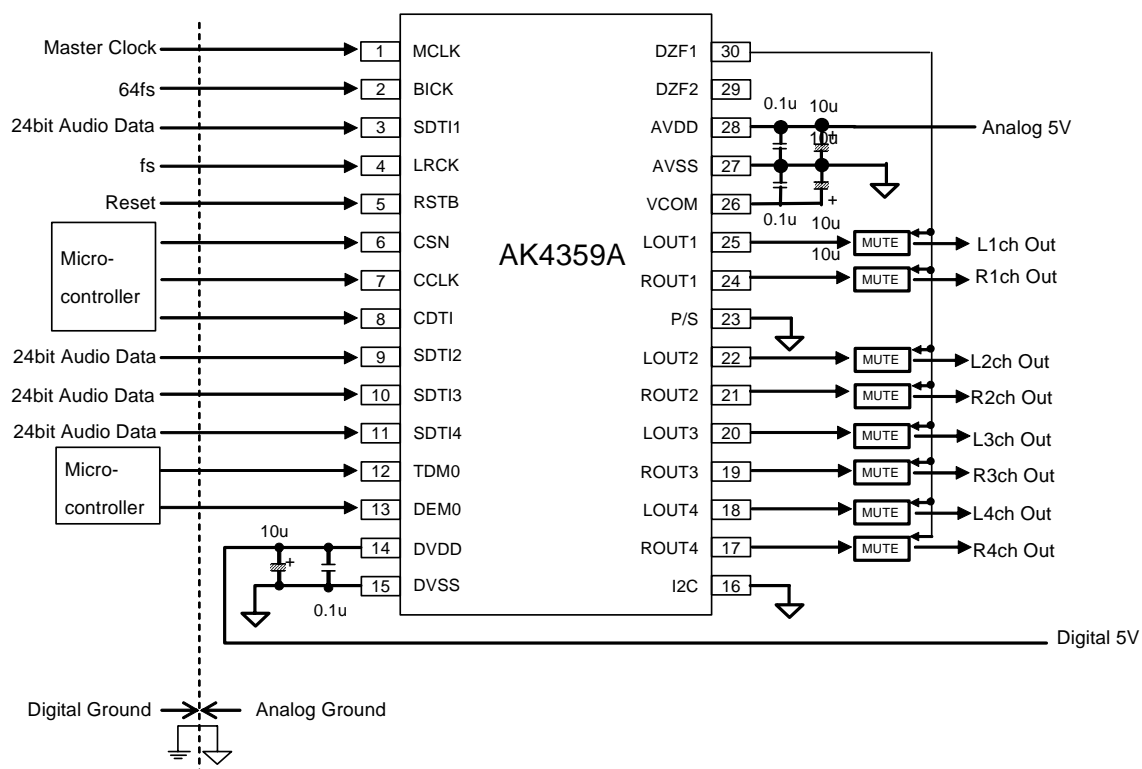 Master Clock
64fs
24bit Audio Data
fs
Reset
Micro-
controller
24bit Audio Data
24bit Audio Data
24bit Audio Data
Micro-
controller
10u
0.1u
1 MCLK
2 BICK
3 SDTI1
4 LRCK
5 RSTB
6 CSN
7 CCLK
8 CDTI
9 SDTI2
10 SDTI3
11 SDTI4
12 TDM0
13 DEM0
14 DVDD
15 DVSS
AK4359A
DZF1 30
DZF2 29
AVDD 28
AVSS 27
VCOM 26
LOUT1 25
ROUT1 24
P/S 23
LOUT2 22
ROUT2 21
LOUT3 20
ROUT3 19
LOUT4 18
ROUT4 17
I2C 16
0.1u 10u
10u
+
Analog 5V
+
0.1u 10u
10u
MUTE L1ch Out
MUTE R1ch Out
MUTE L2ch Out
MUTE R2ch Out
MUTE L3ch Out
MUTE R3ch Out
MUTE L4ch Out
MUTE R4ch Out
+
Digital 5V
Digital Ground Analog Ground